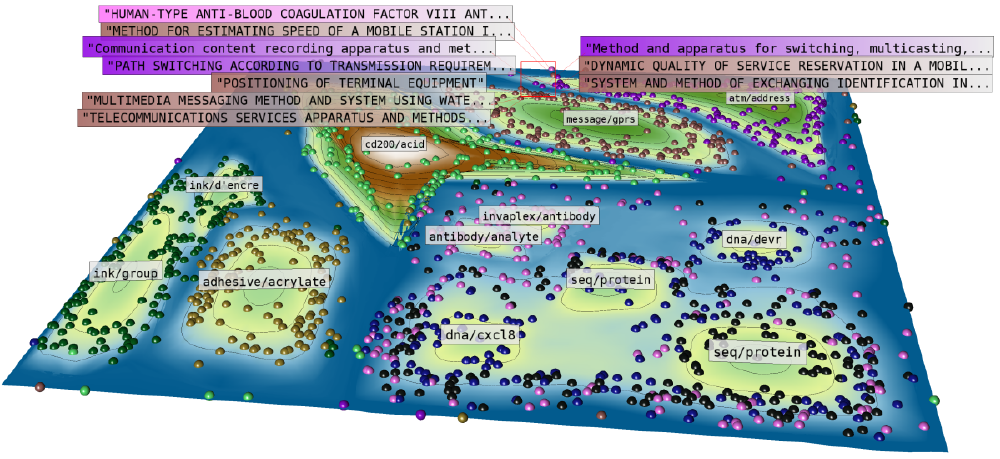 "HUMAN-TYPE ANTI-BLOOD COAGULATION FACTOR VIII ANT...
"METHOD FOR ESTIMATING SPEED OF A MOBILE STATION I...
"Communication content recording apparatus and met...
"PATH SWITCHING ACCORDING TO TRANSMISSION REQUIREM...
"POSITIONING OF TERMINAL EQUIPMENT"
"MULTIMEDIA MESSAGING METHOD AND SYSTEM USING WATE...
"TELECOMMUNICATIONS SERVICES APPARATUS AND METHODS...
"Method and apparatus for switching, multicasting,...
"DYNAMIC QUALITY OF SERVICE RESERVATION IN A MOBIL...
"SYSTEM AND METHOD OF EXCHANGING IDENTIFICATION IN...
atm/address
message/gprs
cd200/acid
ink/d'encre
invaplex/antibody
antibody/analyte
dna/devr
ink/group
adhesive/acrylate
seq/protein
dna/cxcl8
seq/protein